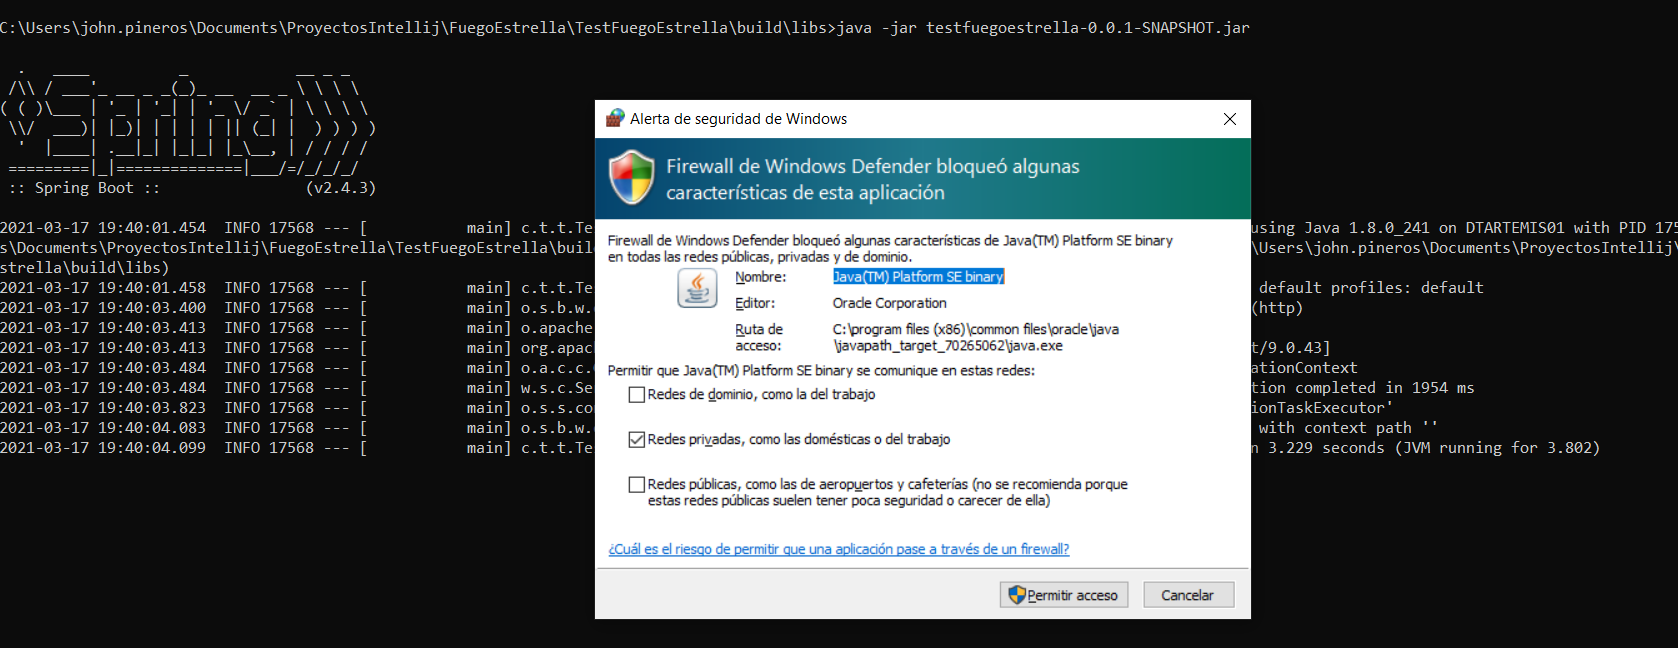 C:\Users\john.pineros\Documents\ProyectosIntellij\FuegoEstrella\TestFuegoEstrella\build\libs>java -jar testfuegoestrella-0.0.1-SNAPSHOT.jar
:: Spring Boot :: (v2.4.3)
2021-03-17 19:40:01.454 INFO 17568 --- [ main] c.t.t.Te using Java 1.8.0_241 on DTARTEMIS01 with PID 175
s\Documents\ProyectosIntellij\FuegoEstrella\TestFuegoEstrella\buil \Users\john.pineros\Documents\ProyectosIntellij\
strella\build\libs)
2021-03-17 19:40:01.458 INFO 17568 --- [ main] c.t.t.Te default profiles: default
2021-03-17 19:40:03.400 INFO 17568 --- [ main] o.s.b.w. (http)
2021-03-17 19:40:03.413 INFO 17568 --- [ main] o.apache
2021-03-17 19:40:03.413 INFO 17568 --- [ main] org.apac t/9.0.43]
2021-03-17 19:40:03.484 INFO 17568 --- [ main] o.a.c.c. ationContext
2021-03-17 19:40:03.484 INFO 17568 --- [ main] w.s.c.Se tion completed in 1954 ms
2021-03-17 19:40:03.823 INFO 17568 --- [ main] o.s.s.con ionTaskExecutor'
2021-03-17 19:40:04.083 INFO 17568 --- [ main] o.s.b.w. with context path ''
2021-03-17 19:40:04.099 INFO 17568 --- [ main] c.t.t.Te n 3.229 seconds (JVM running for 3.802)
Alerta de seguridad de Windows
Firewall de Windows Defender bloqueó algunas
características de esta aplicación
Firewall de Windows Defender bloqueó algunas características de Java(TM) Platform SE binary
en todas las redes públicas, privadas y de dominio.
Nombre: Java(TM) Platform SE binary
Editor: Oracle Corporation
Ruta de C:\program files (x86)\common files\oracle\java
acceso: \javapath_target_70265062\java.exe
Permitir que Java(TM) Platform SE binary se comunique en estas redes:
Redes de dominio, como la del trabajo
Redes privadas, como las domésticas o del trabajo
Redes públicas, como las de aeropuertos y cafeterías (no se recomienda porque
estas redes públicas suelen tener poca seguridad o carecer de ella)
¿Cuál es el riesgo de permitir que una aplicación pase a través de un firewall?
Permitir acceso
Cancelar